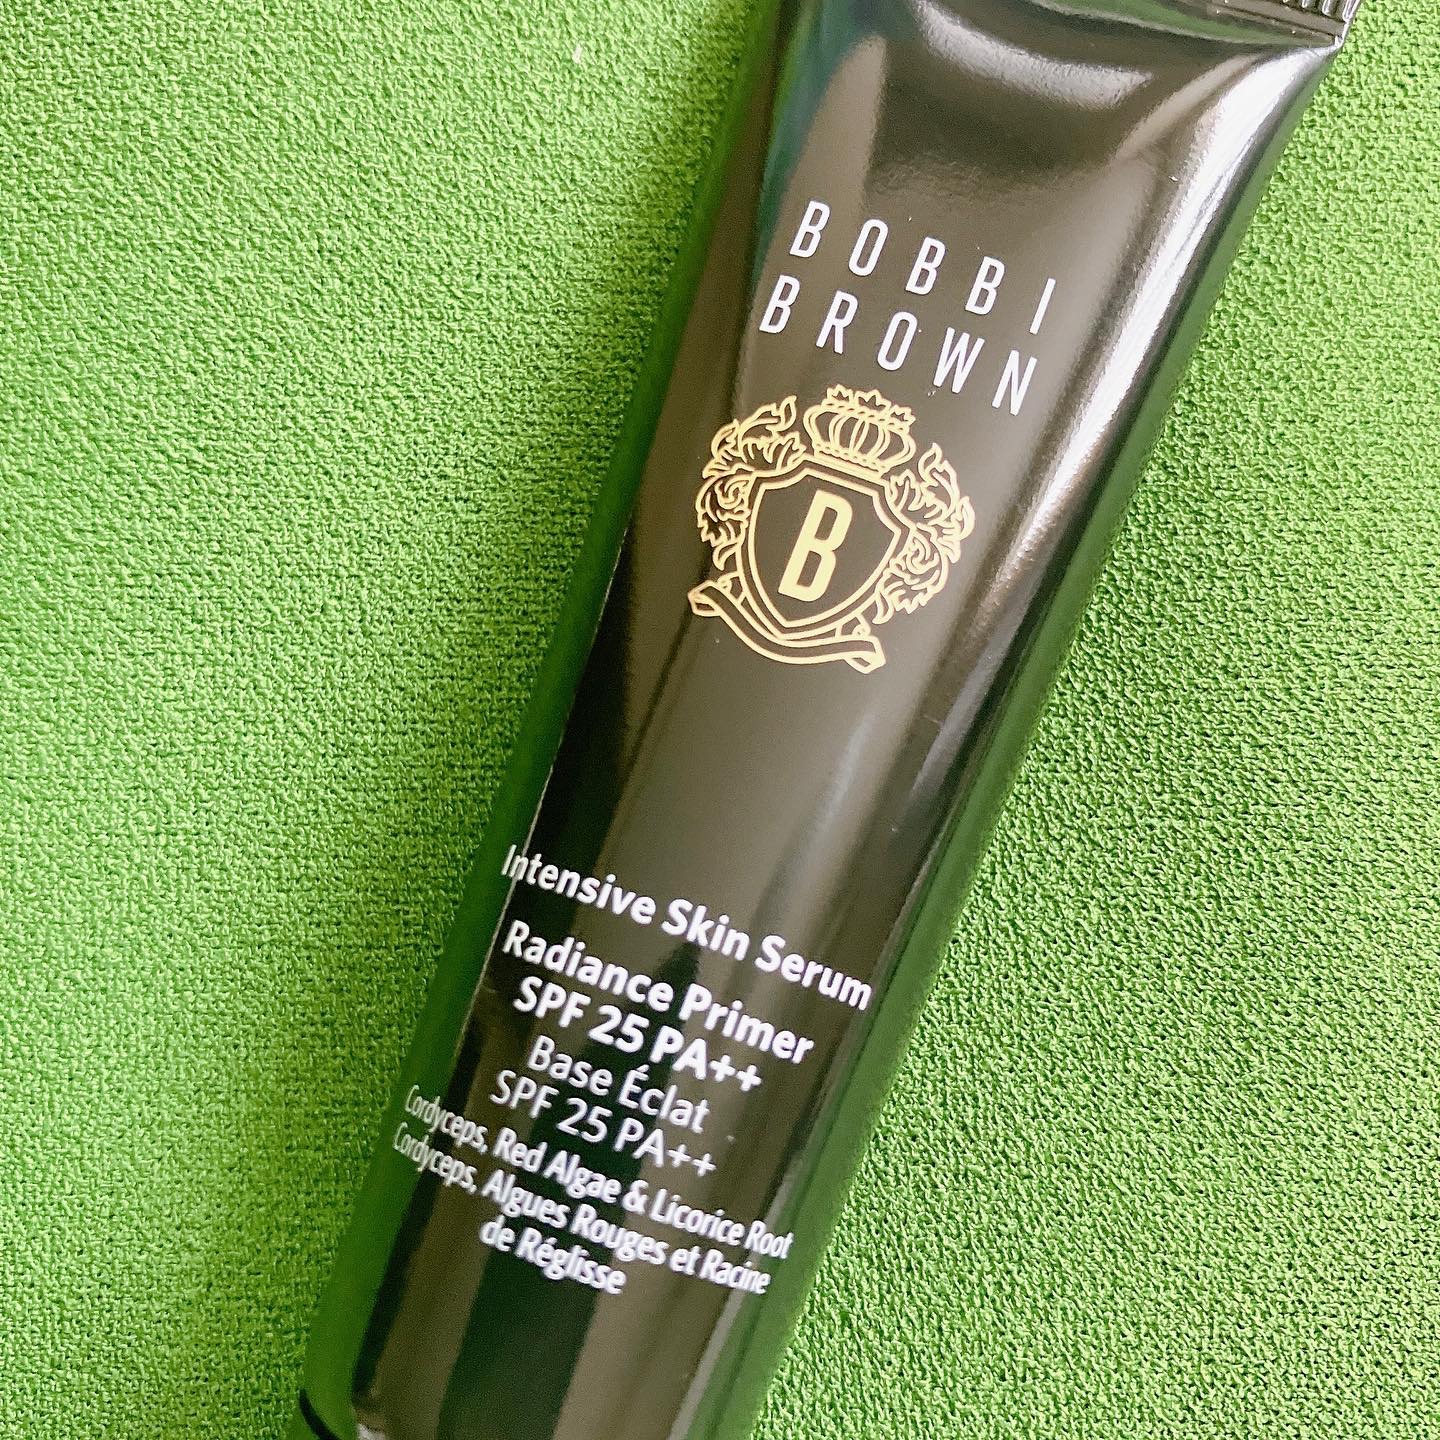 BOBBI
BROWN
B
Intensive Skin Serum
Radiance Primer
SPF 25 PA++
Base Éclat
SPF 25 PA++
Cordyceps, Red Algae & Licorice Root
Cordyceps, Algues Rouges et Racine
de Réglisse